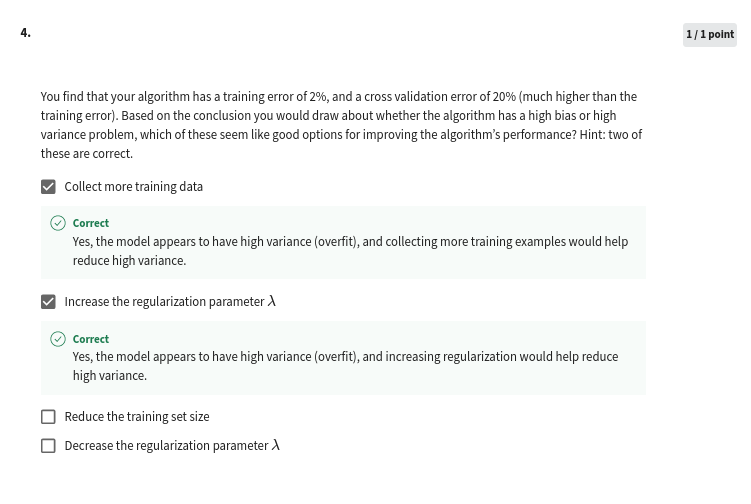 4.
1 / 1 point
You find that your algorithm has a training error of 2%, and a cross validation error of 20% (much higher than the
training error). Based on the conclusion you would draw about whether the algorithm has a high bias or high
variance problem, which of these seem like good options for improving the algorithm’s performance? Hint: two of
these are correct.
Collect more training data
Correct
Yes, the model appears to have high variance (overfit), and collecting more training examples would help
reduce high variance.
Increase the regularization parameter λ
Correct
Yes, the model appears to have high variance (overfit), and increasing regularization would help reduce
high variance.
Reduce the training set size
Decrease the regularization parameter λ